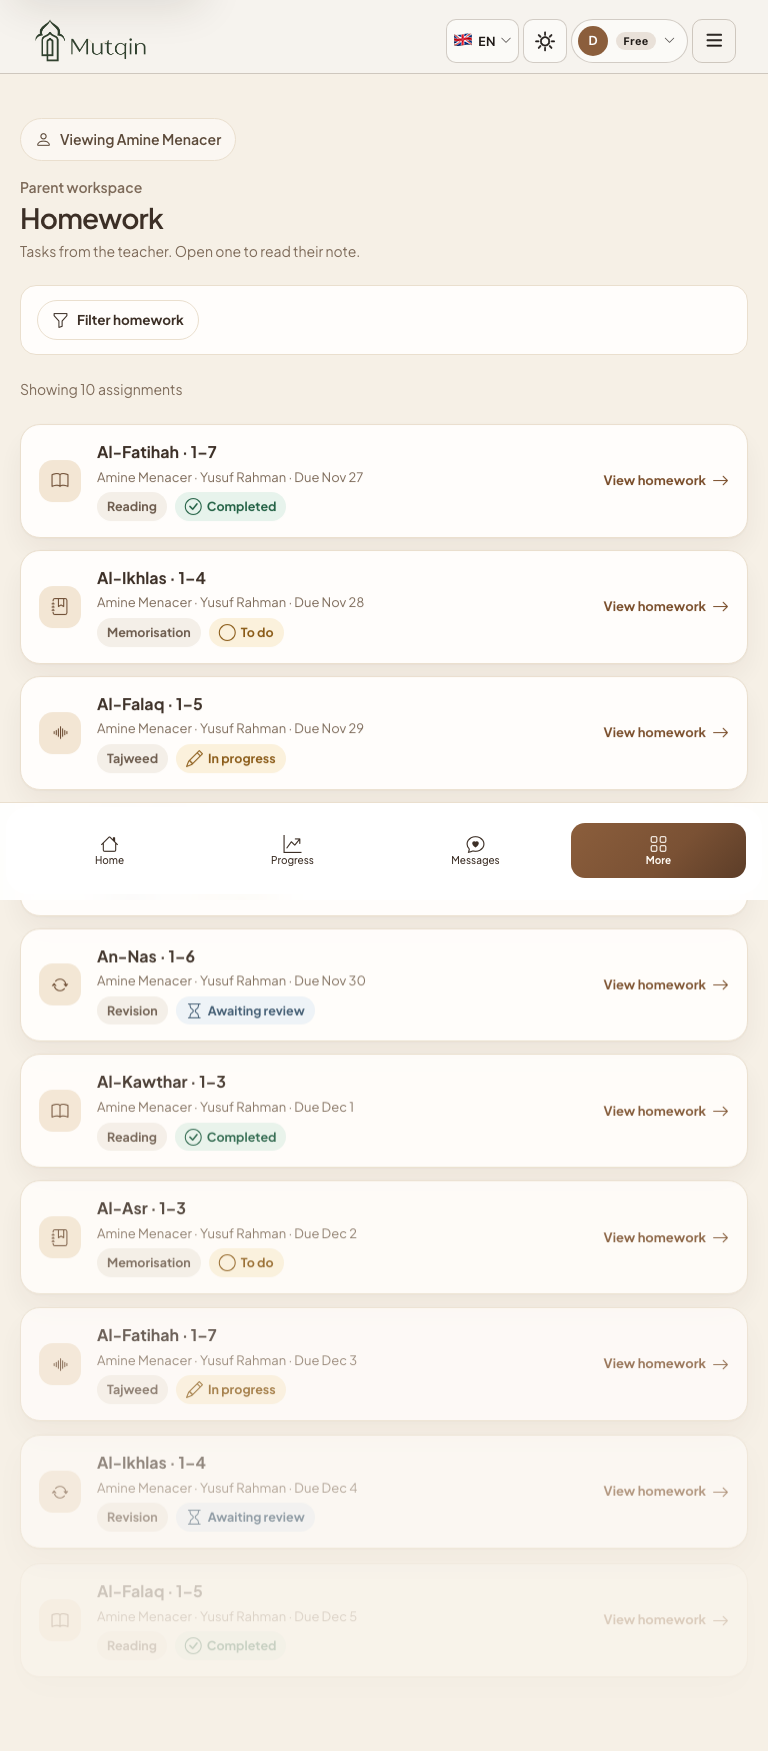 Mutqin
EN
D
Free
Viewing Amine Menacer
Parent workspace
Homework
Tasks from the teacher. Open one to read their note.
Filter homework
Showing 10 assignments
Al-Fatihah · 1–7
Amine Menacer · Yusuf Rahman · Due Nov 27
Reading
Completed
View homework
Al-Ikhlas · 1–4
Amine Menacer · Yusuf Rahman · Due Nov 28
Memorisation
To do
View homework
Al-Falaq · 1–5
Amine Menacer · Yusuf Rahman · Due Nov 29
Tajweed
In progress
View homework
Home
Progress
Messages
More
An-Nas · 1–6
Amine Menacer · Yusuf Rahman · Due Nov 30
Revision
Awaiting review
View homework
Al-Kawthar · 1–3
Amine Menacer · Yusuf Rahman · Due Dec 1
Reading
Completed
View homework
Al-Asr · 1–3
Amine Menacer · Yusuf Rahman · Due Dec 2
Memorisation
To do
View homework
Al-Fatihah · 1–7
Amine Menacer · Yusuf Rahman · Due Dec 3
Tajweed
In progress
View homework
Al-Ikhlas · 1–4
Amine Menacer · Yusuf Rahman · Due Dec 4
Revision
Awaiting review
View homework
Al-Falaq · 1–5
Amine Menacer · Yusuf Rahman · Due Dec 5
Reading
Completed
View homework